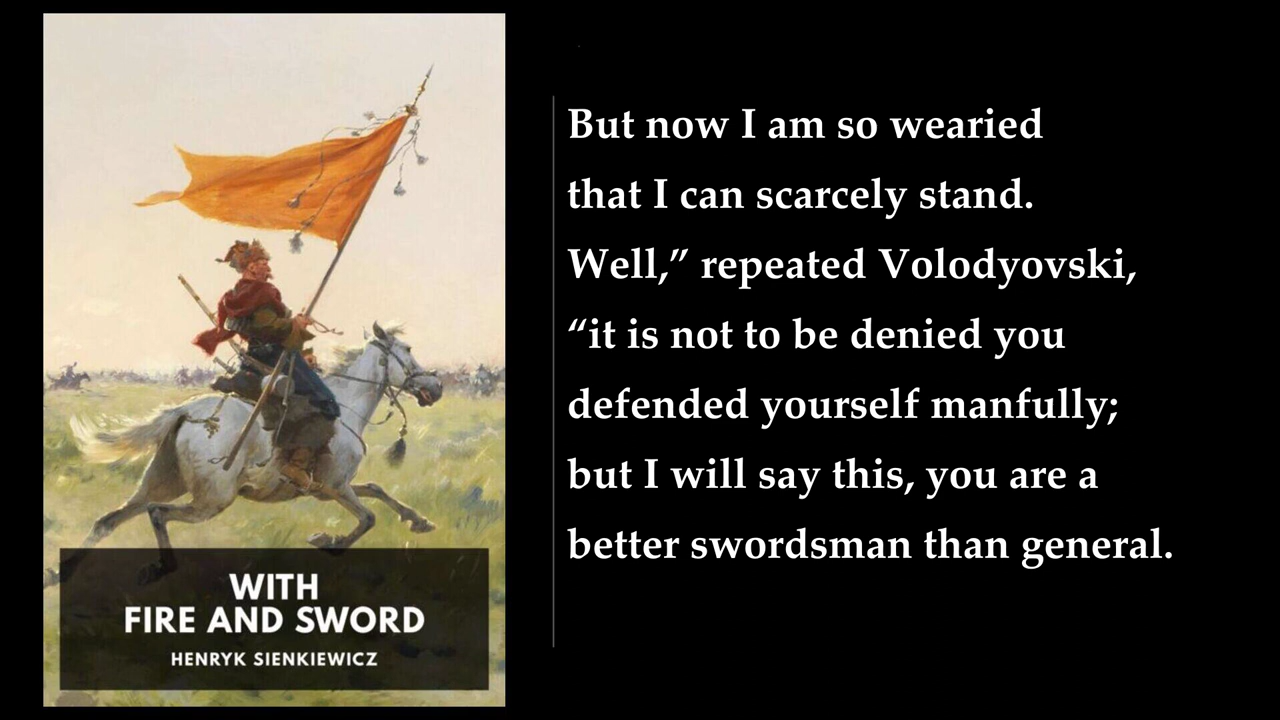 WITH
FIRE AND SWORD
HENRYK SIENKIEWICZ
But now I am so wearied
that I can scarcely stand.
Well,” repeated Volodyovski,
“it is not to be denied you
defended yourself manfully;
but I will say this, you are a
better swordsman than general.